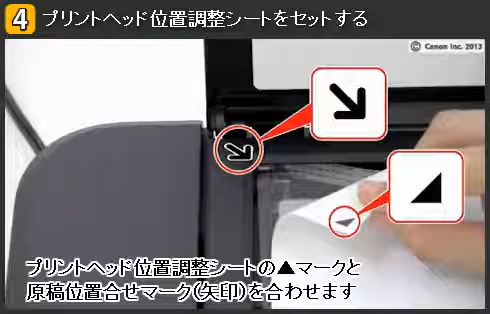 4 プリントヘッド位置調整シートをセットする
© Canon Inc. 2013
プリントヘッド位置調整シートの▲マークと
原稿位置合せマーク(矢印)を合わせます